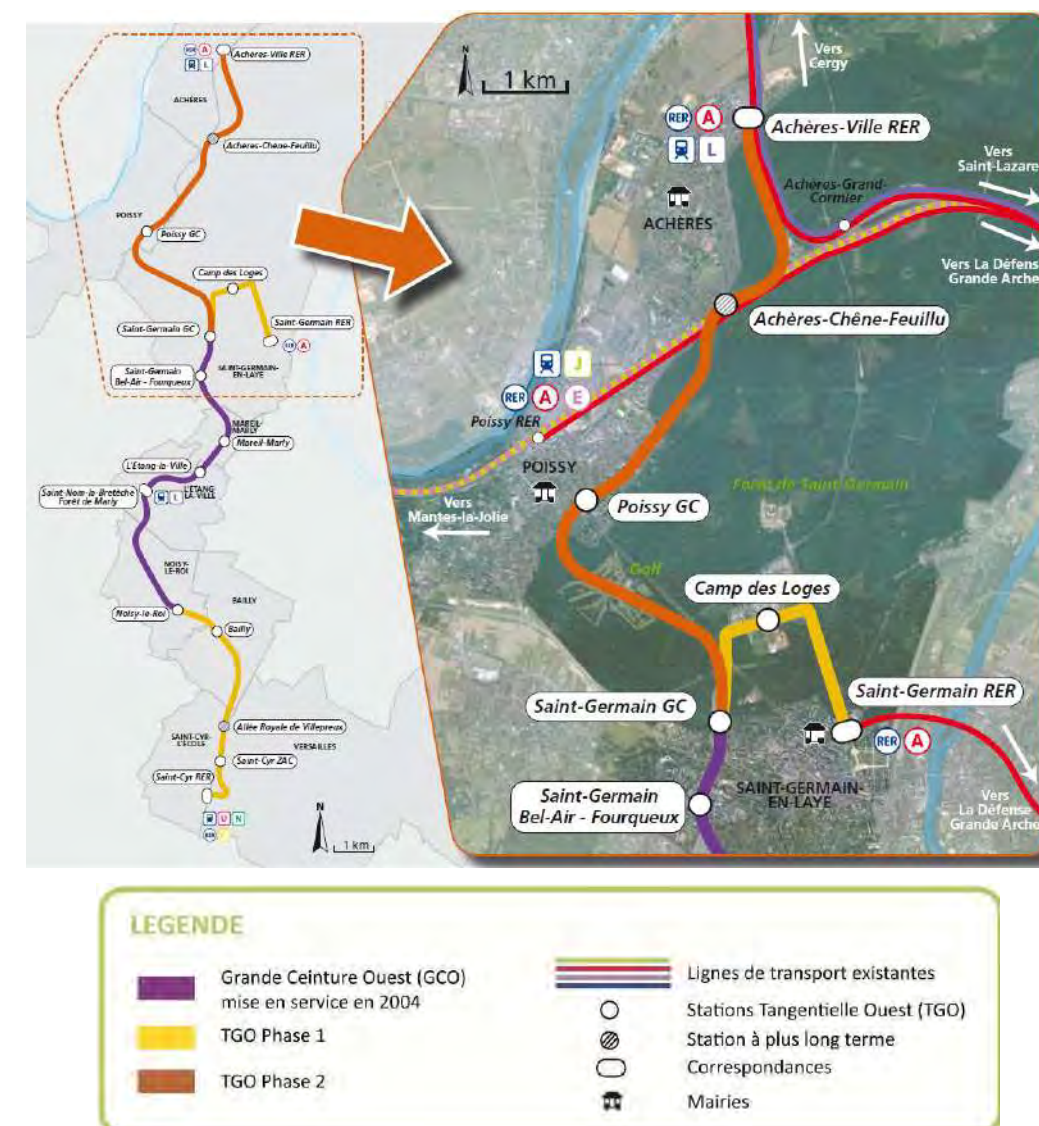 RER A
L
Achères-Ville RER
ACHÈRES
Achères-Chêne-Feuillu
POISSY
Poissy GC
Camp des Loges
Saint-Germain GC
Saint-Germain RER
RER A
Saint-Germain
Bel-Air - Fourqueux
SAINT-GERMAIN-
EN-LAYE
MAREIL-
MARLY
Mareil-Marly
L'Etang-la-Ville
L'ÉTANG-
LA-VILLE
Saint-Nom-la-Bretèche
Forêt de Marly
L
NOISY-
LE-ROI
BAILLY
Noisy-le-Roi
Bailly
Allée Royale de Villepreux
SAINT-CYR-
L'ECOLE
VERSAILLES
Saint-Cyr ZAC
Saint-Cyr RER
U N
RER
N
1 km
N
1 km
Vers
Cergy
RER A
L
Achères-Ville RER
Vers
Saint-Lazare
Achères-Grand-
Cormier
ACHÈRES
Vers La Défense
Grande Arche
Achères-Chêne-Feuillu
J
RER A E
Poissy RER
POISSY
Vers
Mantes-la-Jolie
Poissy GC
Forêt de Saint-Germain
Golf
Camp des Loges
Saint-Germain GC
Saint-Germain RER
RER A
SAINT-GERMAIN-
EN-LAYE
Saint-Germain
Bel-Air - Fourqueux
Vers
La Défense
Grande Arche
LEGENDE
Grande Ceinture Ouest (GCO)
mise en service en 2004
TGO Phase 1
TGO Phase 2
Lignes de transport existantes
Stations Tangentielle Ouest (TGO)
Station à plus long terme
Correspondances
Mairies